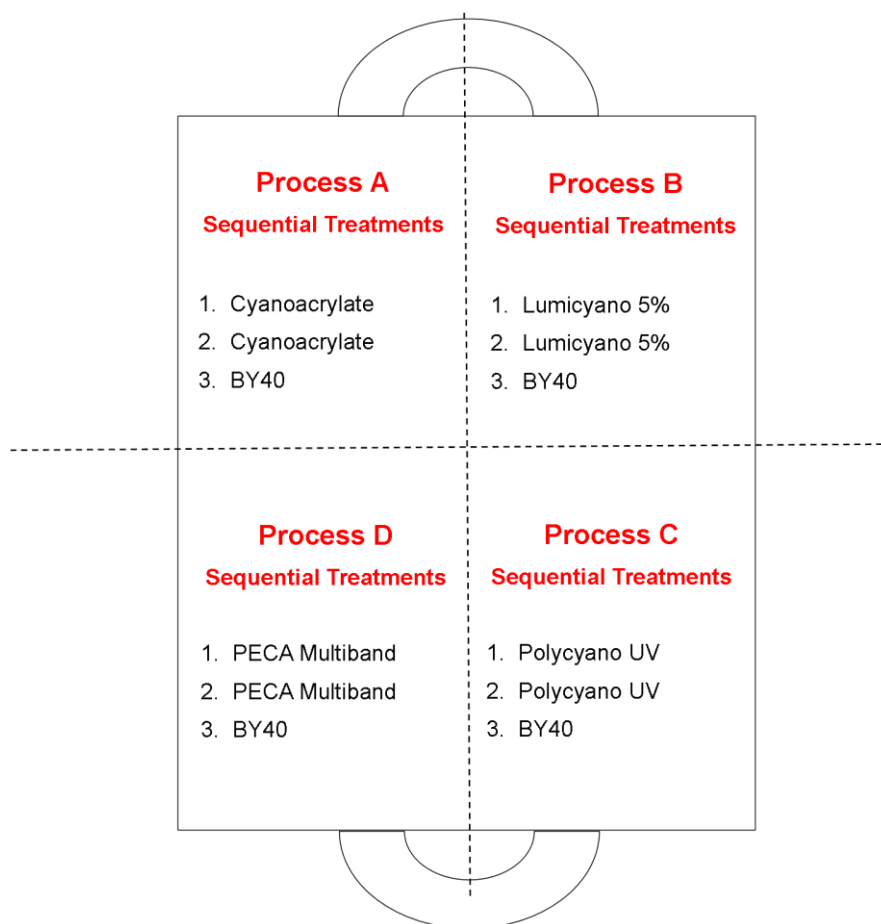 Process A
Sequential Treatments
1. Cyanoacrylate
2. Cyanoacrylate
3. BY40
Process B
Sequential Treatments
1. Lumicyano 5%
2. Lumicyano 5%
3. BY40
Process D
Sequential Treatments
1. PECA Multiband
2. PECA Multiband
3. BY40
Process C
Sequential Treatments
1. Polycyano UV
2. Polycyano UV
3. BY40